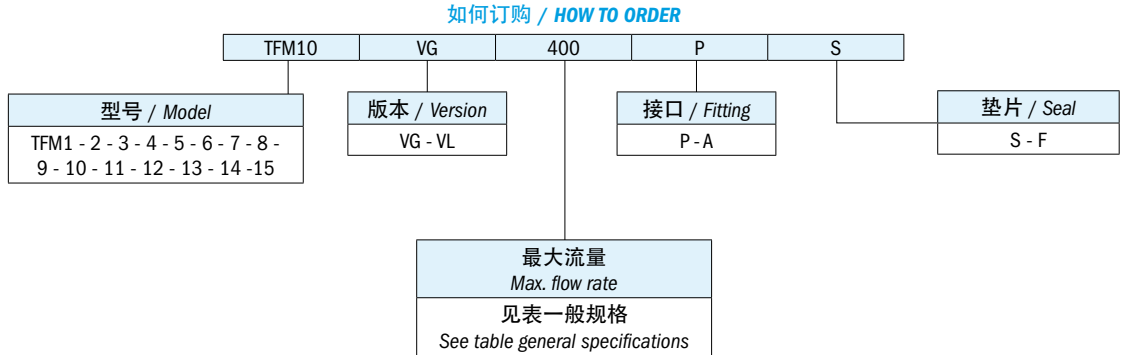 如何订购 / HOW TO ORDER
TFM10 VG 400 P S
型号 / Model
TFM1 - 2 - 3 - 4 - 5 - 6 - 7 - 8 -
9 - 10 - 11 - 12 - 13 - 14 -15
版本 / Version
VG - VL
接口 / Fitting
P - A
垫片 / Seal
S - F
最大流量
Max. flow rate
见表一般规格
See table general specifications